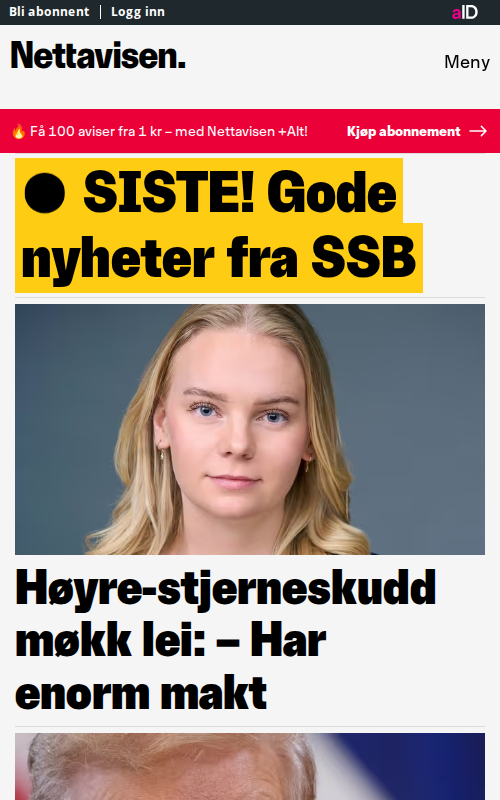 Bli abonnent | Logg inn
aID
Nettavisen.
Meny
🔥 Få 100 aviser fra 1 kr – med Nettavisen +Alt!
Kjøp abonnement →
● SISTE! Gode
nyheter fra SSB
Høyre-stjerneskudd
møkk lei: – Har
enorm makt